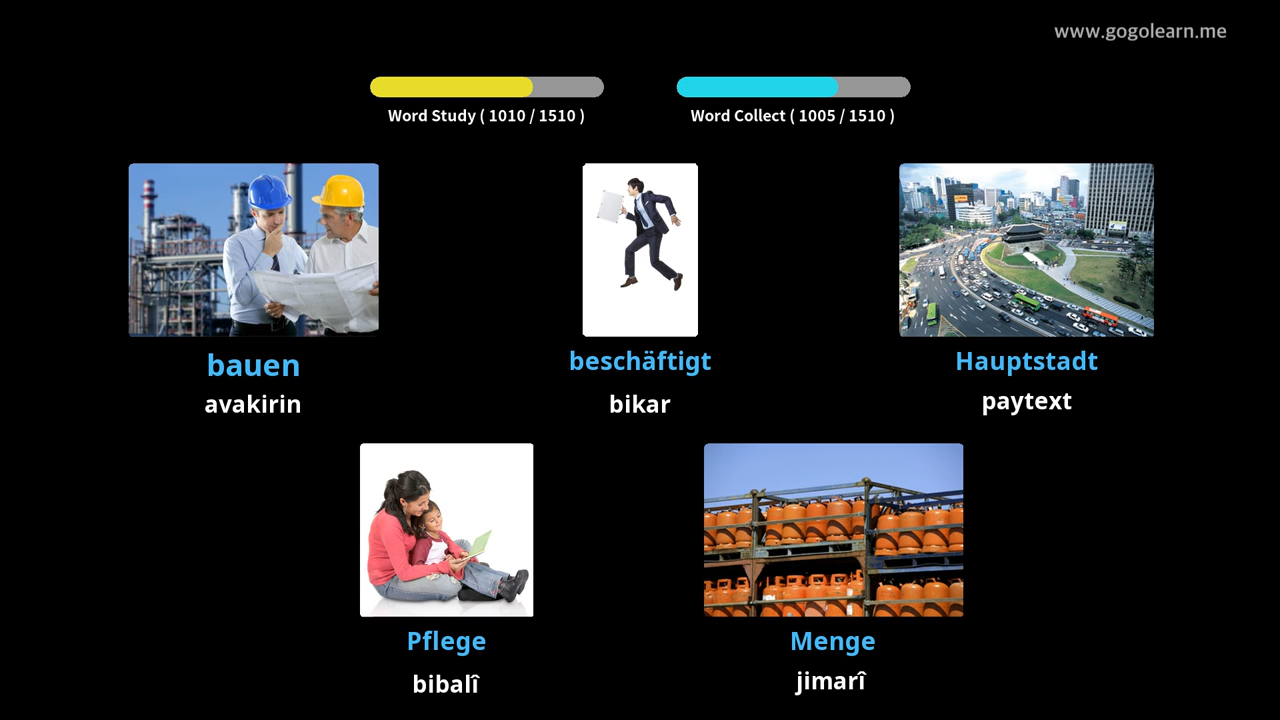 www.gogolearn.me
Word Study ( 1010 / 1510 )
Word Collect ( 1005 / 1510 )
bauen
avakirin
beschäftigt
bikar
Hauptstadt
paytext
Pflege
bibalî
Menge
jimarî